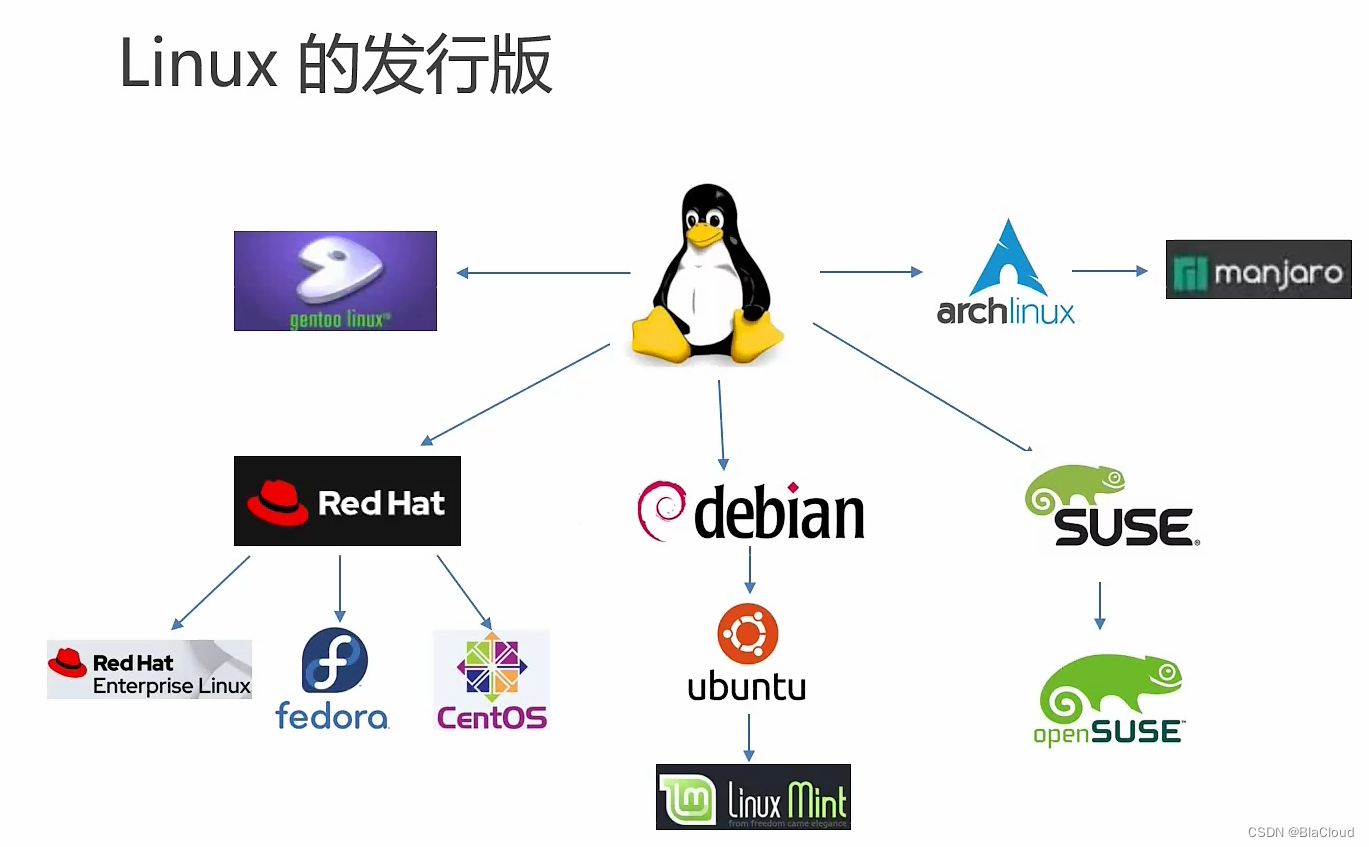 Linux 的发行版
gentoo linux™
archlinux
manjaro
Red Hat
debian
SUSE®
Red Hat
Enterprise Linux
fedora
CentOS
ubuntu
openSUSE™
Linux Mint
from freedom came elegance
CSDN @BlaCloud